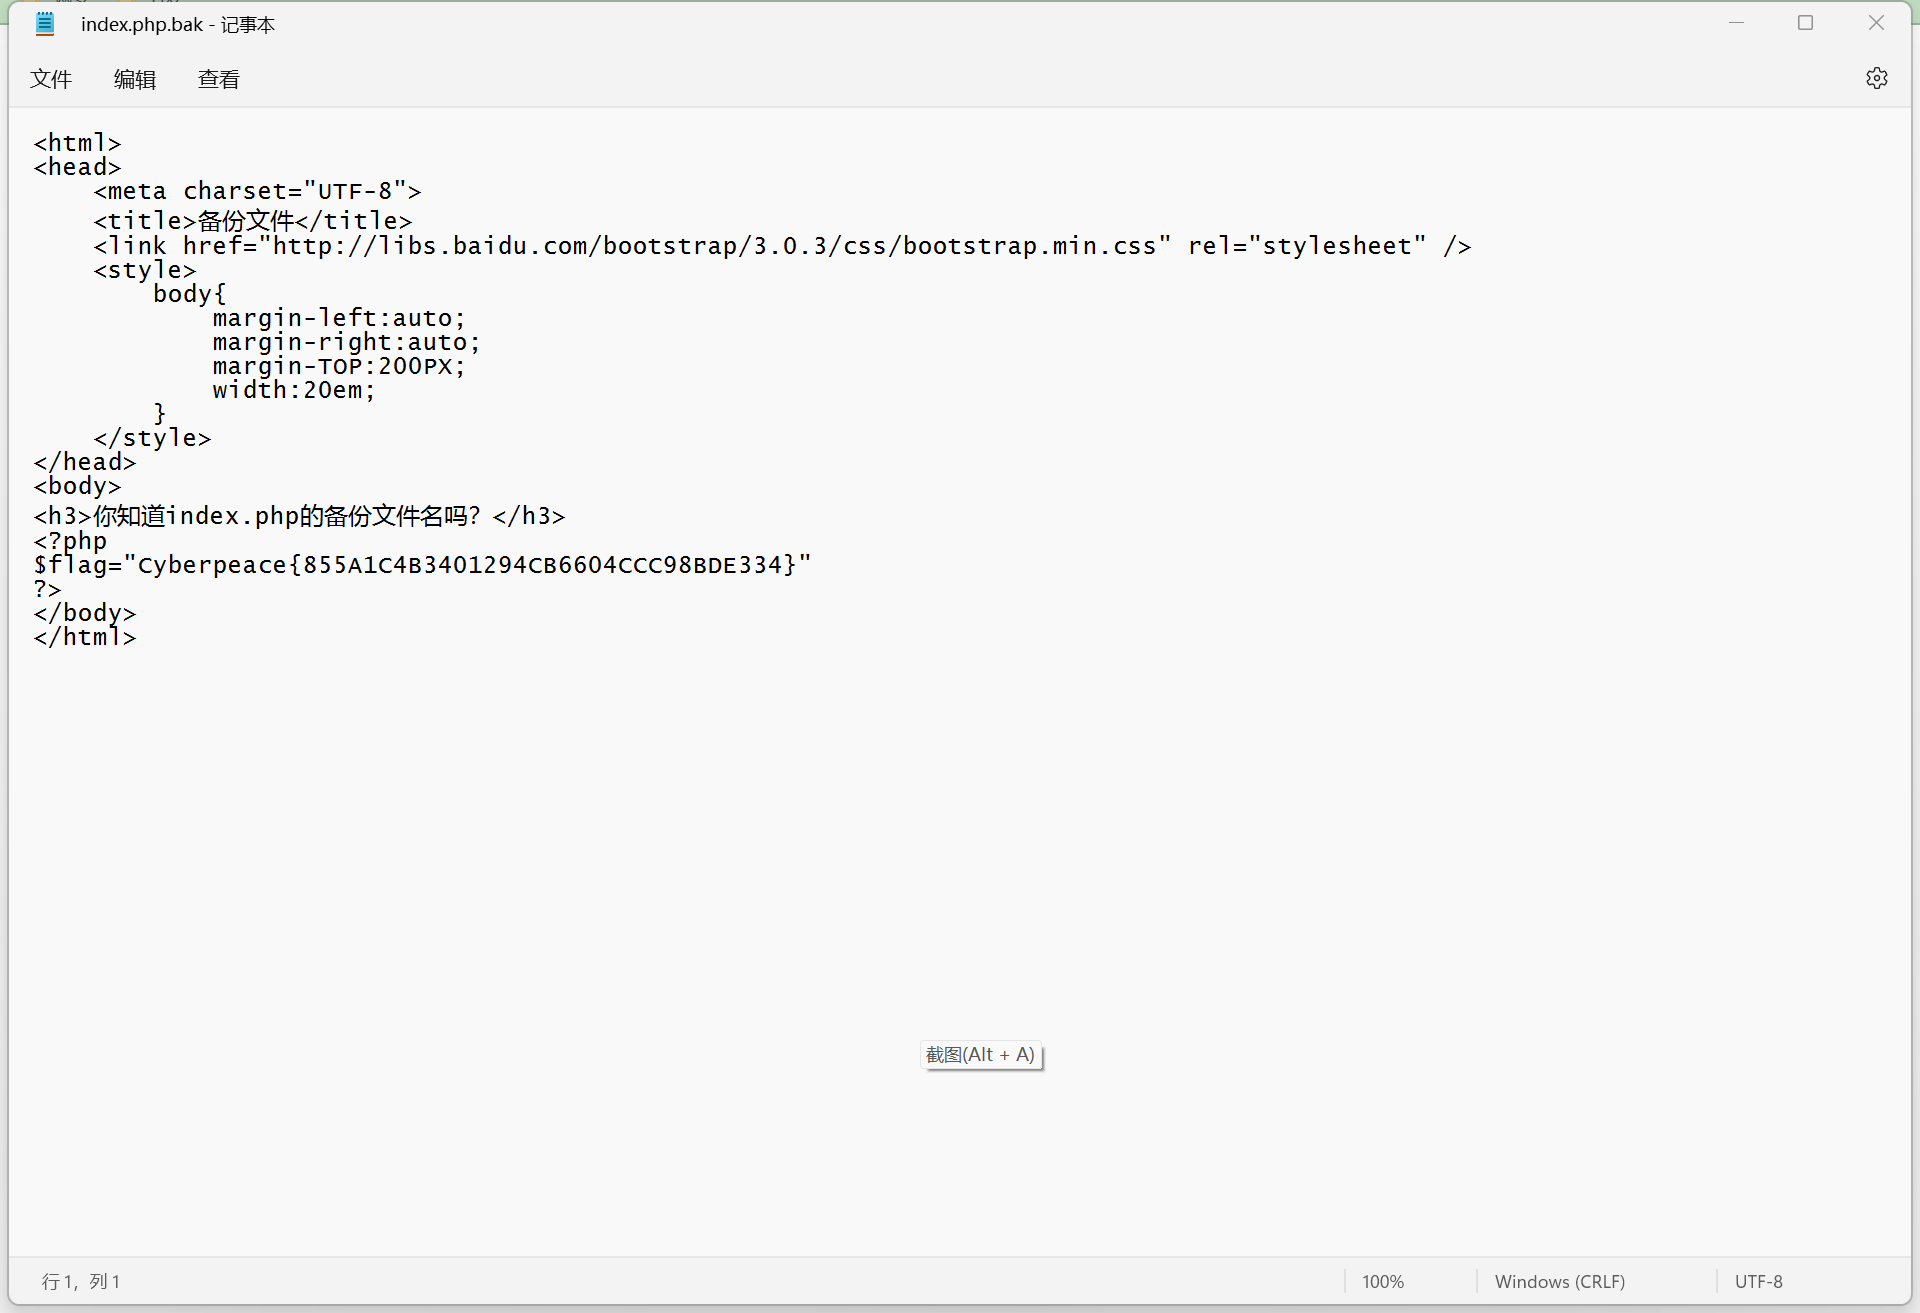 index.php.bak - 记事本
文件 编辑 查看
<html>
<head>
    <meta charset="UTF-8">
    <title>备份文件</title>
    <link href="http://libs.baidu.com/bootstrap/3.0.3/css/bootstrap.min.css" rel="stylesheet" />
    <style>
        body{
            margin-left:auto;
            margin-right:auto;
            margin-TOP:200PX;
            width:20em;
        }
    </style>
</head>
<body>
<h3>你知道index.php的备份文件名吗？</h3>
<?php
$flag="Cyberpeace{855A1C4B3401294CB6604CCC98BDE334}"
?>
</body>
</html>
截图(Alt + A)
行 1，列 1 100% Windows (CRLF) UTF-8